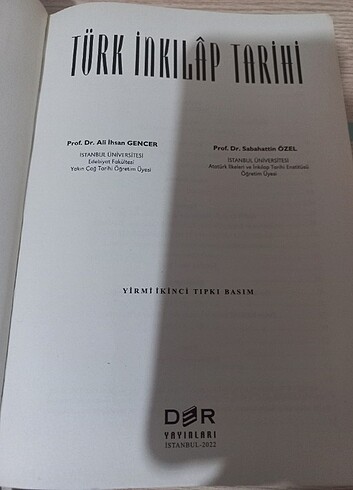 TÜRK İNKILÂP TARİHİ
Prof. Dr. Ali İhsan GENCER
İSTANBUL ÜNİVERSİTESİ
Edebiyat Fakültesi
Yakın Çağ Tarihi Öğretim Üyesi
Prof. Dr. Sabahattin ÖZEL
İSTANBUL ÜNİVERSİTESİ
Atatürk İlkeleri ve İnkılap Tarihi Enstitüsü
Öğretim Üyesi
YİRMİ İKİNCİ TIPKI BASIM
DER
YAYINLARI
İSTANBUL-2022